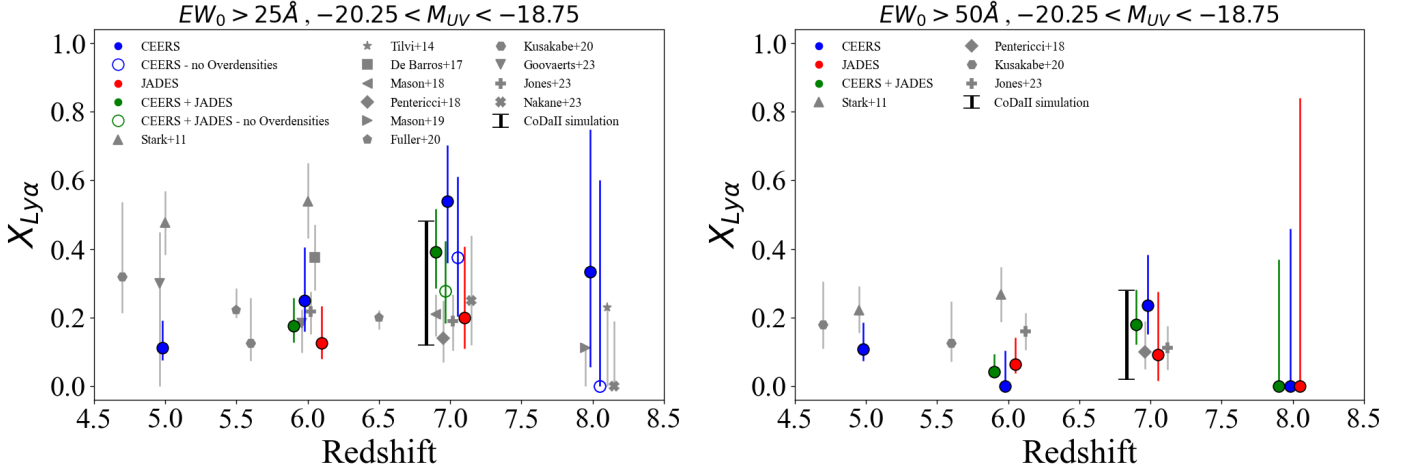 EW₀ > 25Å , −20.25 < M_UV < −18.75
1.0
0.8
0.6
0.4
0.2
0.0
X_Lyα
CEERS
CEERS - no Overdensities
JADES
CEERS + JADES
CEERS + JADES - no Overdensities
Stark+11
Tilvi+14
De Barros+17
Mason+18
Pentericci+18
Mason+19
Fuller+20
Kusakabe+20
Goovaerts+23
Jones+23
Nakane+23
CoDaII simulation
4.5 5.0 5.5 6.0 6.5 7.0 7.5 8.0 8.5
Redshift
EW₀ > 50Å , −20.25 < M_UV < −18.75
1.0
0.8
0.6
0.4
0.2
0.0
X_Lyα
CEERS
JADES
CEERS + JADES
Stark+11
Pentericci+18
Kusakabe+20
Jones+23
CoDaII simulation
4.5 5.0 5.5 6.0 6.5 7.0 7.5 8.0 8.5
Redshift